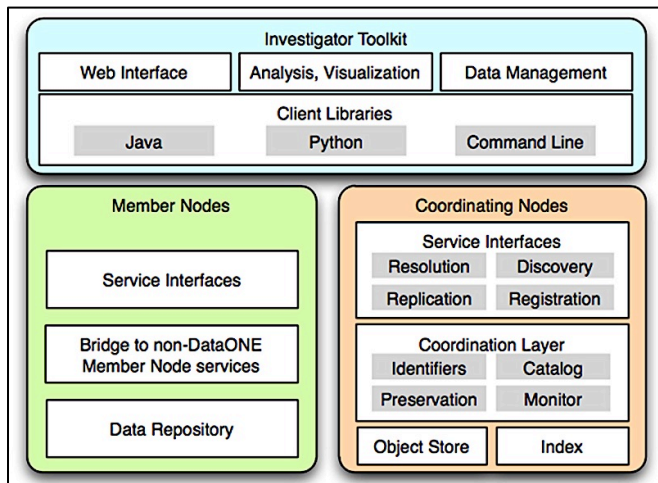 Investigator Toolkit
Web Interface
Analysis, Visualization
Data Management
Client Libraries
Java
Python
Command Line
Member Nodes
Service Interfaces
Bridge to non-DataONE
Member Node services
Data Repository
Coordinating Nodes
Service Interfaces
Resolution
Discovery
Replication
Registration
Coordination Layer
Identifiers
Catalog
Preservation
Monitor
Object Store
Index